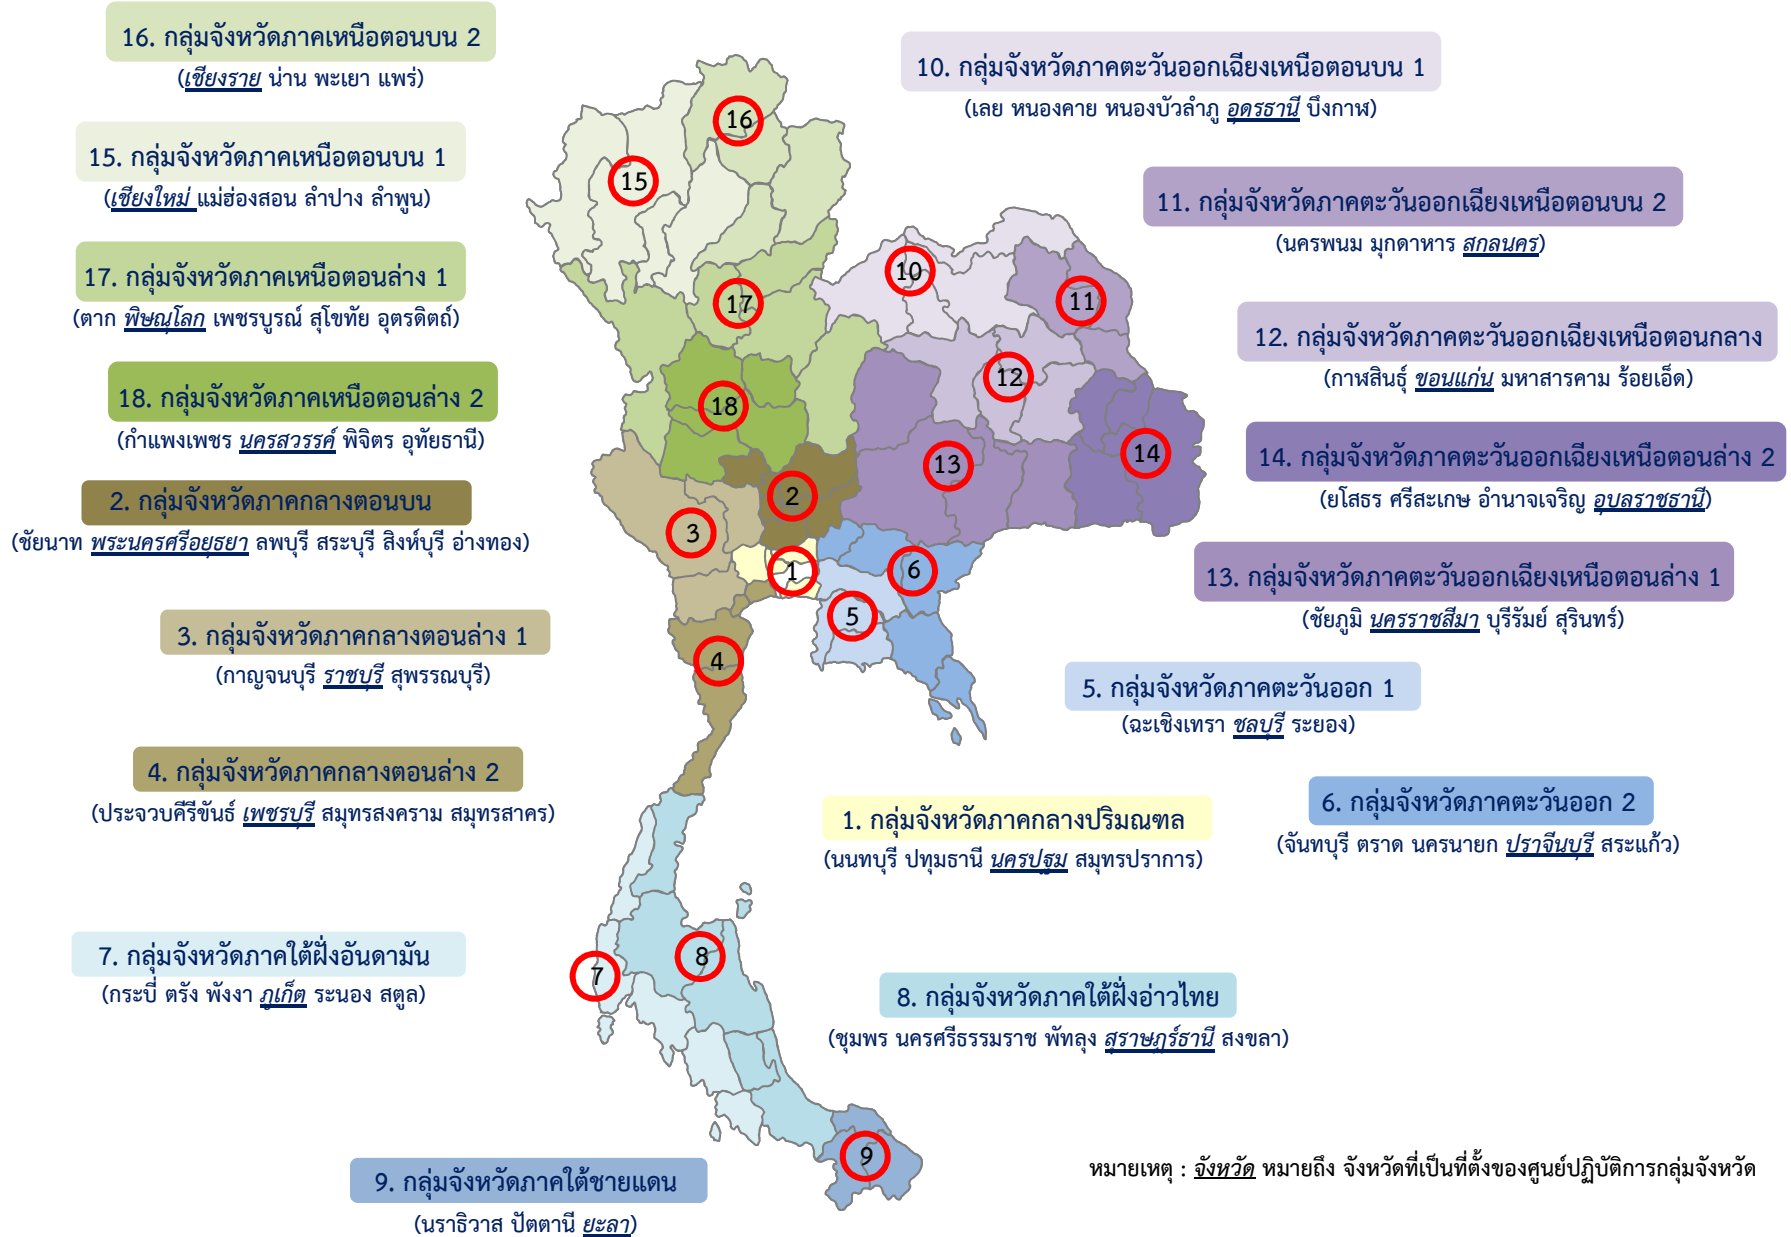 16. กลุ่มจังหวัดภาคเหนือตอนบน 2
(เชียงราย น่าน พะเยา แพร่)
15. กลุ่มจังหวัดภาคเหนือตอนบน 1
(เชียงใหม่ แม่ฮ่องสอน ลำปาง ลำพูน)
17. กลุ่มจังหวัดภาคเหนือตอนล่าง 1
(ตาก พิษณุโลก เพชรบูรณ์ สุโขทัย อุตรดิตถ์)
18. กลุ่มจังหวัดภาคเหนือตอนล่าง 2
(กำแพงเพชร นครสวรรค์ พิจิตร อุทัยธานี)
2. กลุ่มจังหวัดภาคกลางตอนบน
(ชัยนาท พระนครศรีอยุธยา ลพบุรี สระบุรี สิงห์บุรี อ่างทอง)
3. กลุ่มจังหวัดภาคกลางตอนล่าง 1
(กาญจนบุรี ราชบุรี สุพรรณบุรี)
4. กลุ่มจังหวัดภาคกลางตอนล่าง 2
(ประจวบคีรีขันธ์ เพชรบุรี สมุทรสงคราม สมุทรสาคร)
7. กลุ่มจังหวัดภาคใต้ฝั่งอันดามัน
(กระบี่ ตรัง พังงา ภูเก็ต ระนอง สตูล)
9. กลุ่มจังหวัดภาคใต้ชายแดน
(นราธิวาส ปัตตานี ยะลา)
16
15
17
18
10
11
12
13
14
2
3
1
6
5
4
8
7
9
10. กลุ่มจังหวัดภาคตะวันออกเฉียงเหนือตอนบน 1
(เลย หนองคาย หนองบัวลำภู อุดรธานี บึงกาฬ)
11. กลุ่มจังหวัดภาคตะวันออกเฉียงเหนือตอนบน 2
(นครพนม มุกดาหาร สกลนคร)
12. กลุ่มจังหวัดภาคตะวันออกเฉียงเหนือตอนกลาง
(กาฬสินธุ์ ขอนแก่น มหาสารคาม ร้อยเอ็ด)
14. กลุ่มจังหวัดภาคตะวันออกเฉียงเหนือตอนล่าง 2
(ยโสธร ศรีสะเกษ อำนาจเจริญ อุบลราชธานี)
13. กลุ่มจังหวัดภาคตะวันออกเฉียงเหนือตอนล่าง 1
(ชัยภูมิ นครราชสีมา บุรีรัมย์ สุรินทร์)
5. กลุ่มจังหวัดภาคตะวันออก 1
(ฉะเชิงเทรา ชลบุรี ระยอง)
6. กลุ่มจังหวัดภาคตะวันออก 2
(จันทบุรี ตราด นครนายก ปราจีนบุรี สระแก้ว)
1. กลุ่มจังหวัดภาคกลางปริมณฑล
(นนทบุรี ปทุมธานี นครปฐม สมุทรปราการ)
8. กลุ่มจังหวัดภาคใต้ฝั่งอ่าวไทย
(ชุมพร นครศรีธรรมราช พัทลุง สุราษฎร์ธานี สงขลา)
หมายเหตุ : จังหวัด หมายถึง จังหวัดที่เป็นที่ตั้งของศูนย์ปฏิบัติการกลุ่มจังหวัด